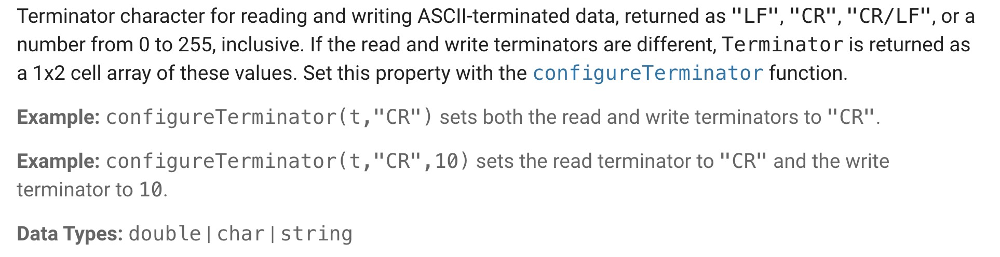 Terminator character for reading and writing ASCII-terminated data, returned as "LF", "CR", "CR/LF", or a
number from 0 to 255, inclusive. If the read and write terminators are different, Terminator is returned as
a 1x2 cell array of these values. Set this property with the configureTerminator function.
Example: configureTerminator(t,"CR") sets both the read and write terminators to "CR".
Example: configureTerminator(t,"CR",10) sets the read terminator to "CR" and the write
terminator to 10.
Data Types: double | char | string